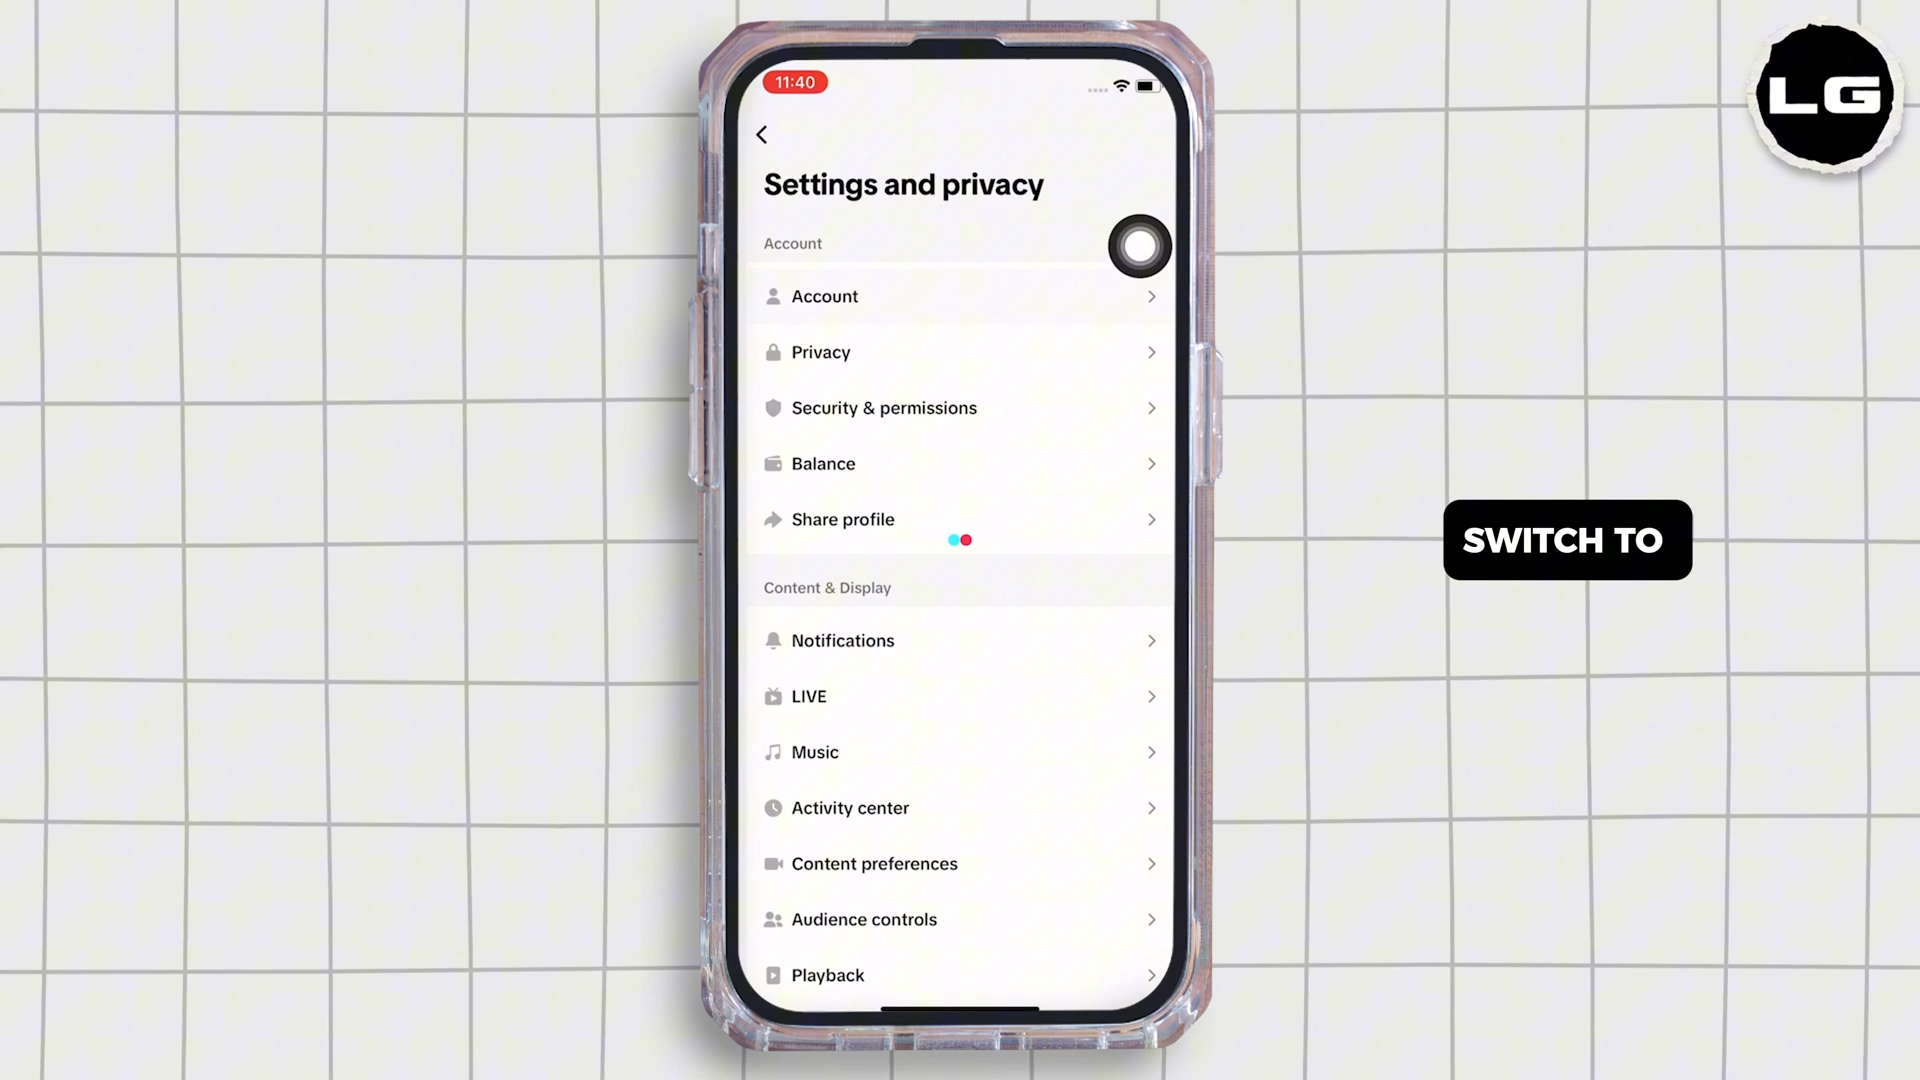 11:40
Settings and privacy
Account
Account
Privacy
Security & permissions
Balance
Share profile
Content & Display
Notifications
LIVE
Music
Activity center
Content preferences
Audience controls
Playback
LG
SWITCH TO